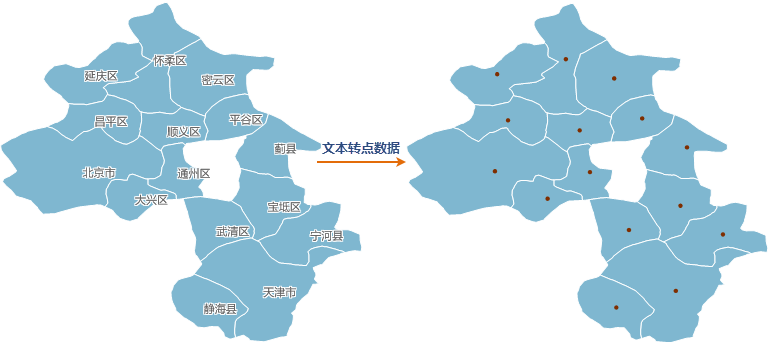 怀柔区
延庆区
密云区
昌平区
平谷区
顺义区
文本转点数据
蓟县
北京市
通州区
大兴区
宝坻区
武清区
宁河县
天津市
静海县